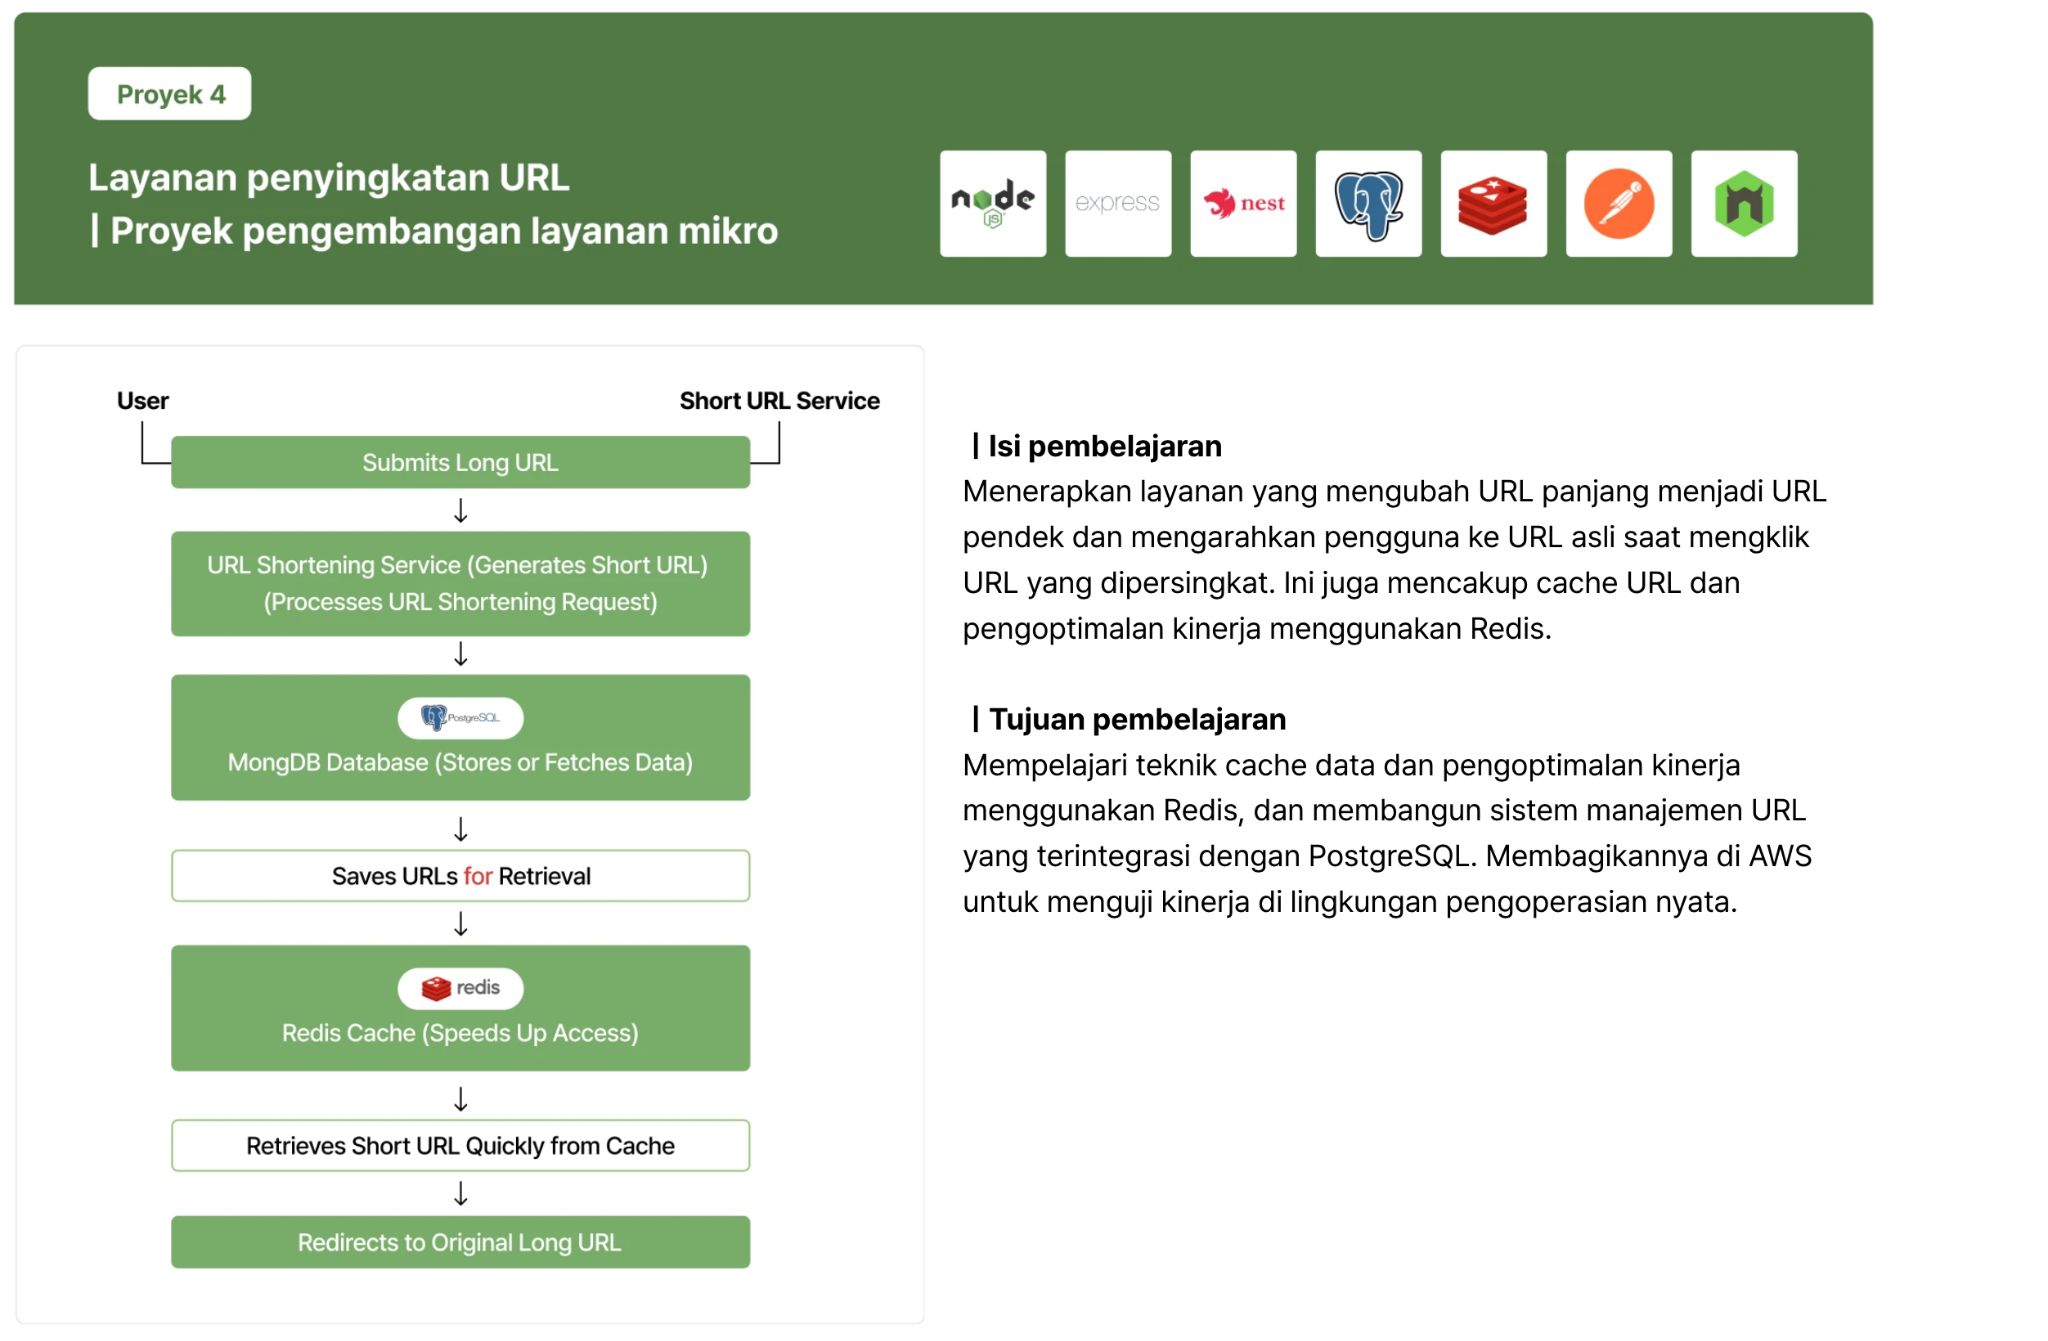 Proyek 4
Layanan penyingkatan URL
| Proyek pengembangan layanan mikro
node
JS
express
nest
User
Short URL Service
Submits Long URL
URL Shortening Service (Generates Short URL)
(Processes URL Shortening Request)
PostgreSQL
MongDB Database (Stores or Fetches Data)
Saves URLs for Retrieval
redis
Redis Cache (Speeds Up Access)
Retrieves Short URL Quickly from Cache
Redirects to Original Long URL
| Isi pembelajaran
Menerapkan layanan yang mengubah URL panjang menjadi URL
pendek dan mengarahkan pengguna ke URL asli saat mengklik
URL yang dipersingkat. Ini juga mencakup cache URL dan
pengoptimalan kinerja menggunakan Redis.
| Tujuan pembelajaran
Mempelajari teknik cache data dan pengoptimalan kinerja
menggunakan Redis, dan membangun sistem manajemen URL
yang terintegrasi dengan PostgreSQL. Membagikannya di AWS
untuk menguji kinerja di lingkungan pengoperasian nyata.